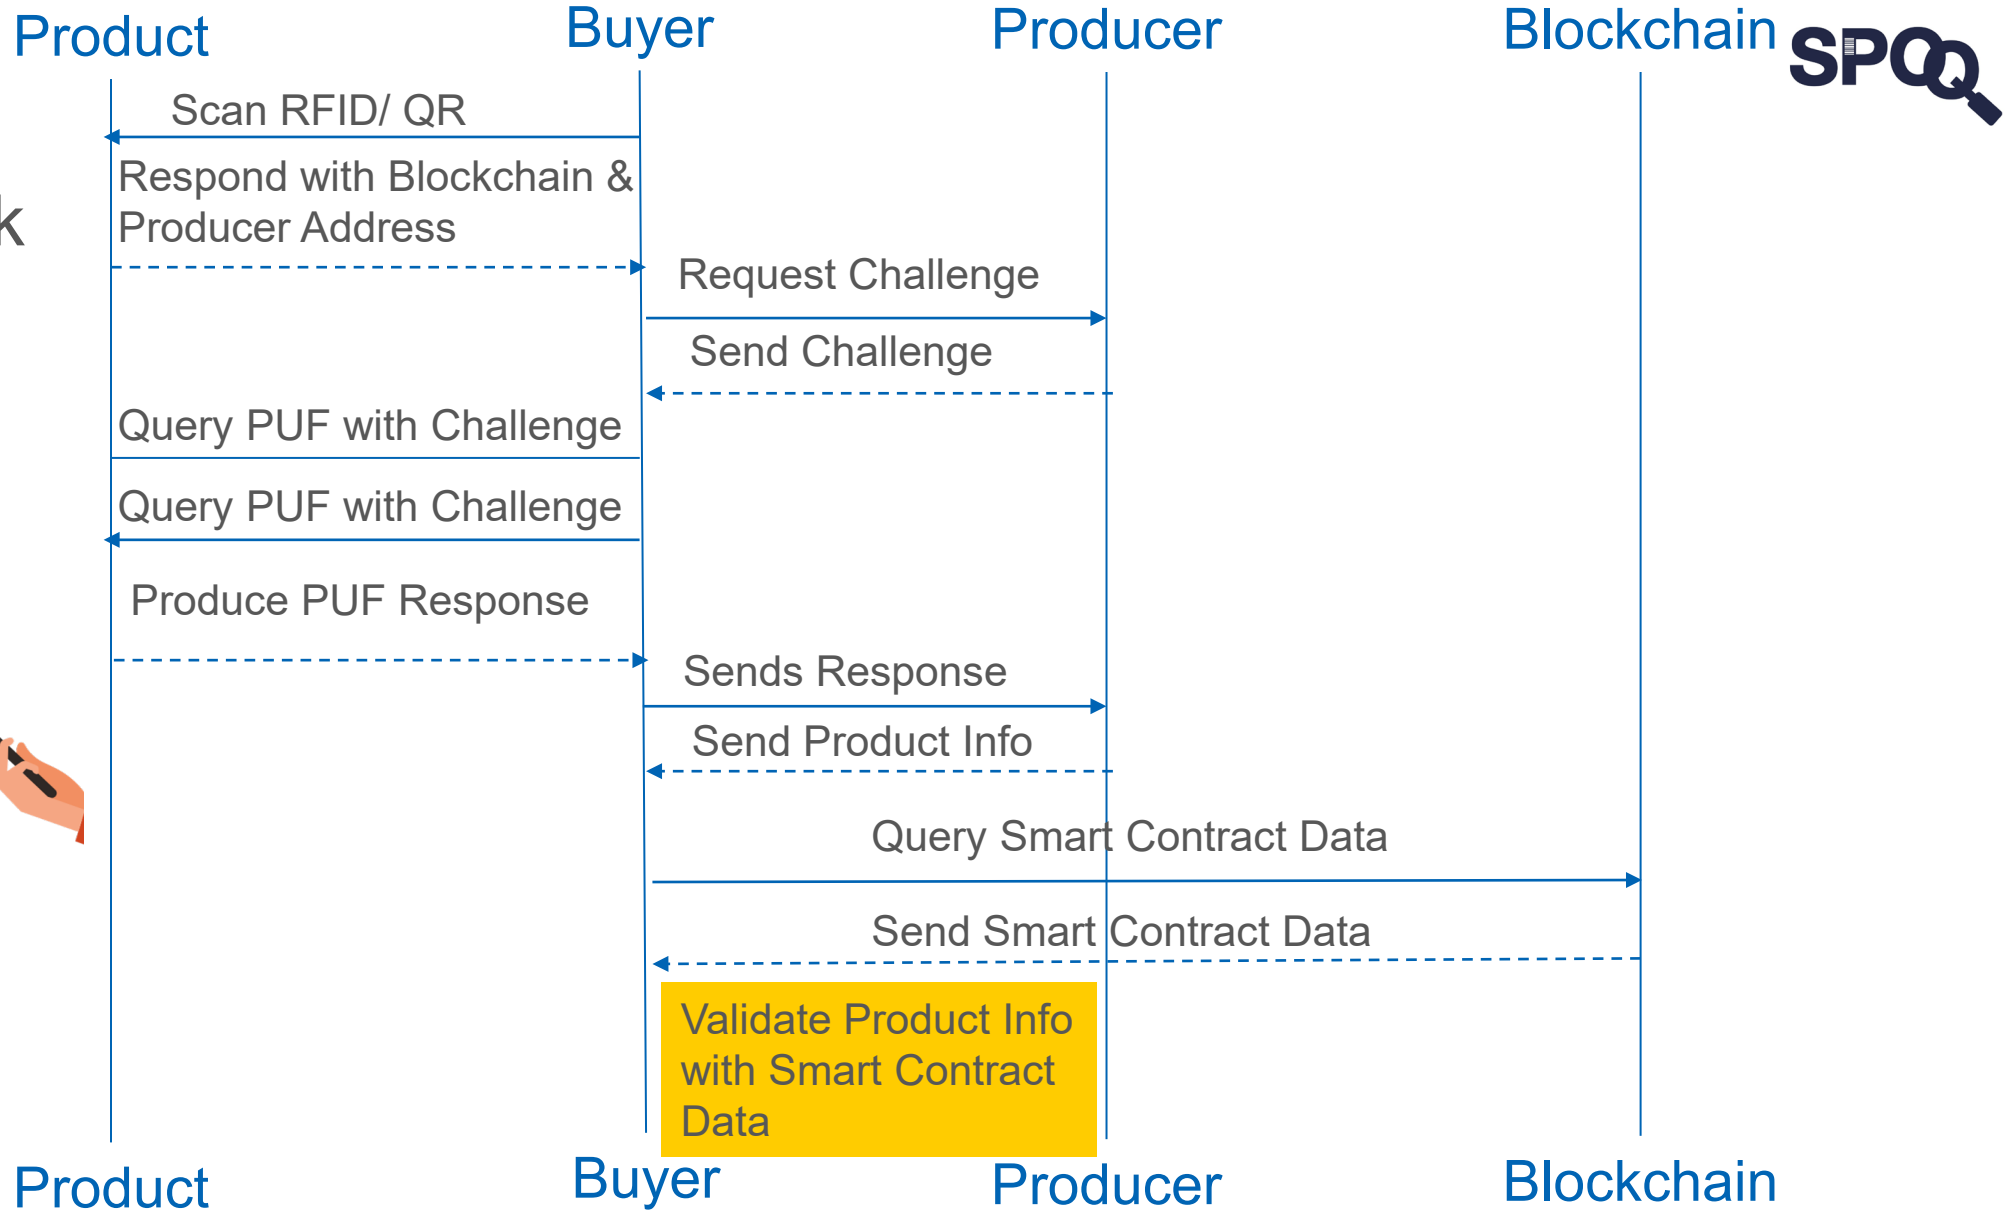 Product
Buyer
Producer
Blockchain
SPOQ
Scan RFID/ QR
Respond with Blockchain &
Producer Address
k
Request Challenge
Send Challenge
Query PUF with Challenge
Query PUF with Challenge
Produce PUF Response
Sends Response
Send Product Info
Query Smart Contract Data
Send Smart Contract Data
Validate Product Info
with Smart Contract
Data
Product
Buyer
Producer
Blockchain